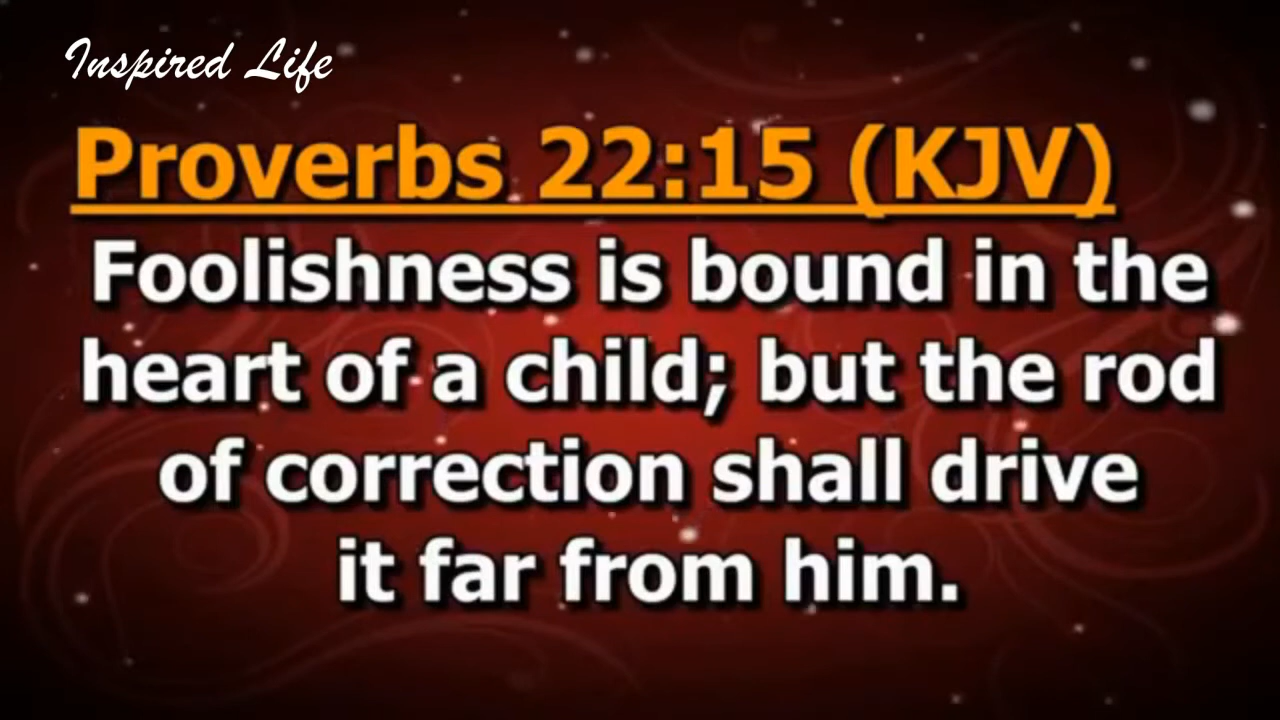 Inspired Life
Proverbs 22:15 (KJV)
Foolishness is bound in the
heart of a child; but the rod
of correction shall drive
it far from him.